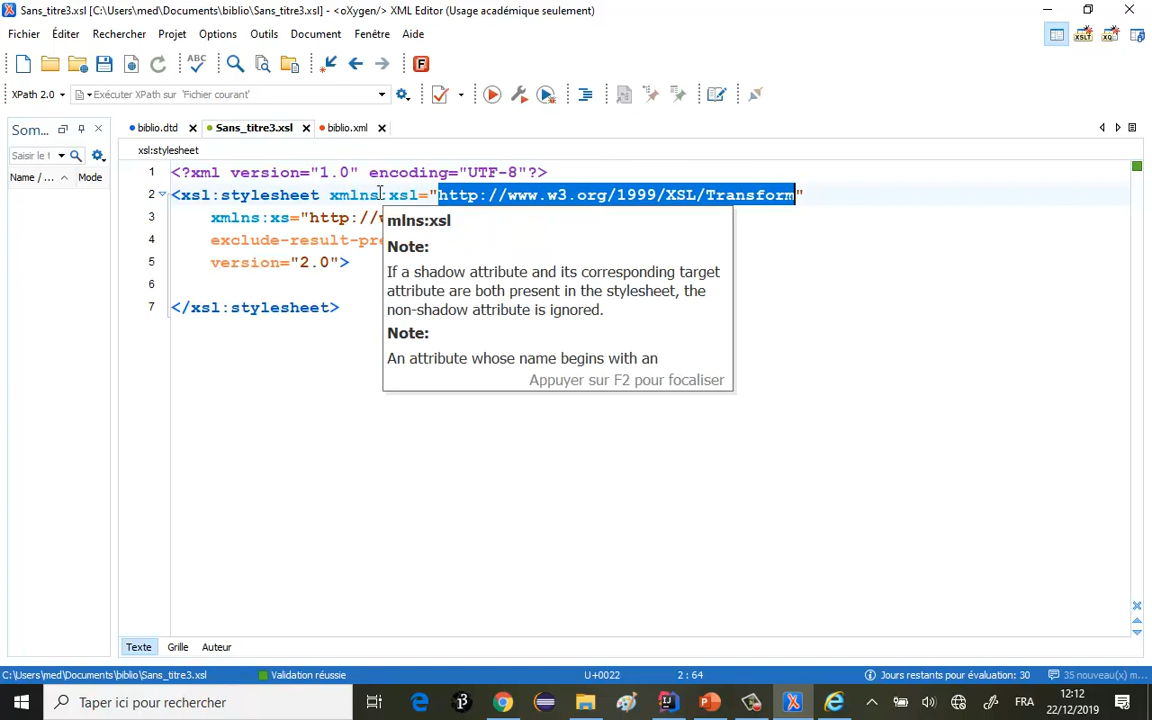 Sans_titre3.xsl [C:\Users\med\Documents\biblio\Sans_titre3.xsl] - <oXygen/> XML Editor (Usage académique seulement)
Fichier Éditer Rechercher Projet Options Outils Document Fenêtre Aide
ABC
F
XPath 2.0 Exécuter XPath sur 'Fichier courant'
Som... biblio.dtd Sans_titre3.xsl biblio.xml
Saisir le t
xsl:stylesheet
Name /... Mode
1 <?xml version="1.0" encoding="UTF-8"?>
2 <xsl:stylesheet xmlns:xsl="http://www.w3.org/1999/XSL/Transform"
3 xmlns:xs="http://
4 exclude-result-pre
5 version="2.0">
6
7 </xsl:stylesheet>
mlns:xsl
Note:
If a shadow attribute and its corresponding target
attribute are both present in the stylesheet, the
non-shadow attribute is ignored.
Note:
An attribute whose name begins with an
Appuyer sur F2 pour focaliser
Texte Grille Auteur
C:\Users\med\Documents\biblio\Sans_titre3.xsl Validation réussie U+0022 2 : 64 Jours restants pour évaluation: 30 35 nouveau(x) m...
Taper ici pour rechercher
FRA
12:12
22/12/2019